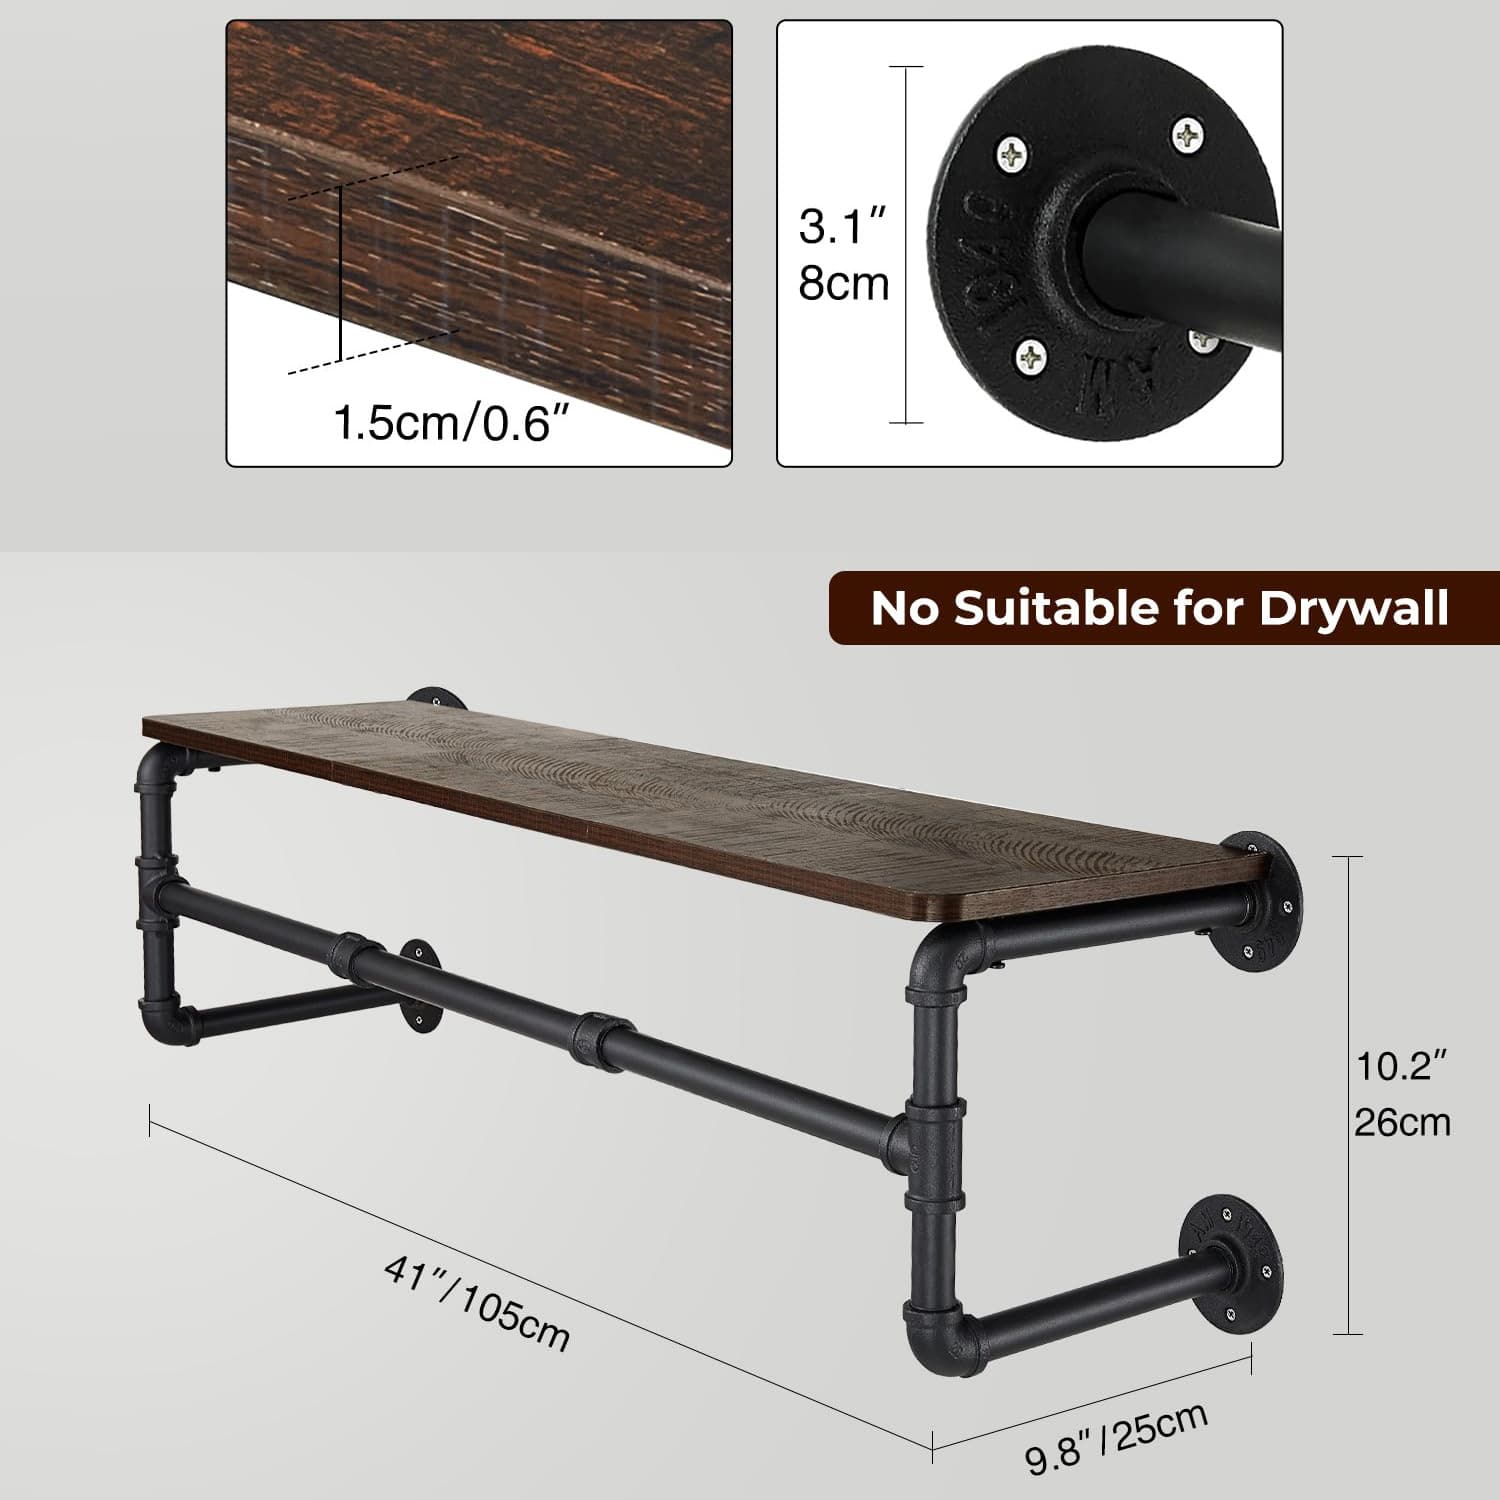 1.5cm/0.6"
3.1"
8cm
No Suitable for Drywall
10.2"
26cm
41"/105cm
9.8"/25cm